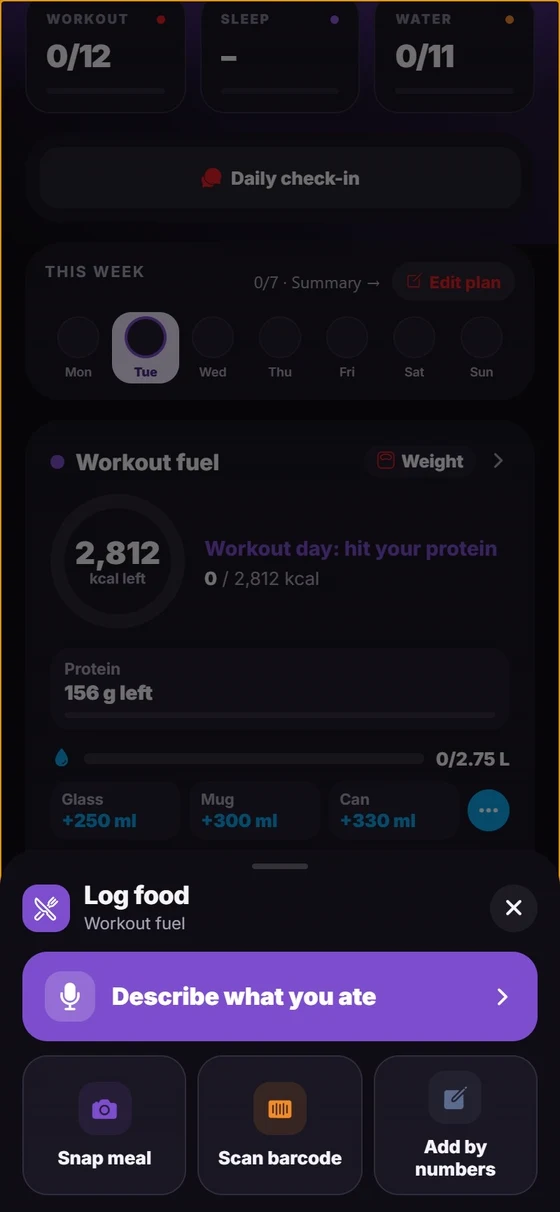 WORKOUT
0/12
SLEEP
–
WATER
0/11
Daily check-in
THIS WEEK
0/7 · Summary →
Edit plan
Mon
Tue
Wed
Thu
Fri
Sat
Sun
Workout fuel
Weight
2,812
kcal left
Workout day: hit your protein
0 / 2,812 kcal
Protein
156 g left
0/2.75 L
Glass
+250 ml
Mug
+300 ml
Can
+330 ml
Log food
Workout fuel
Describe what you ate
Snap meal
Scan barcode
Add by
numbers